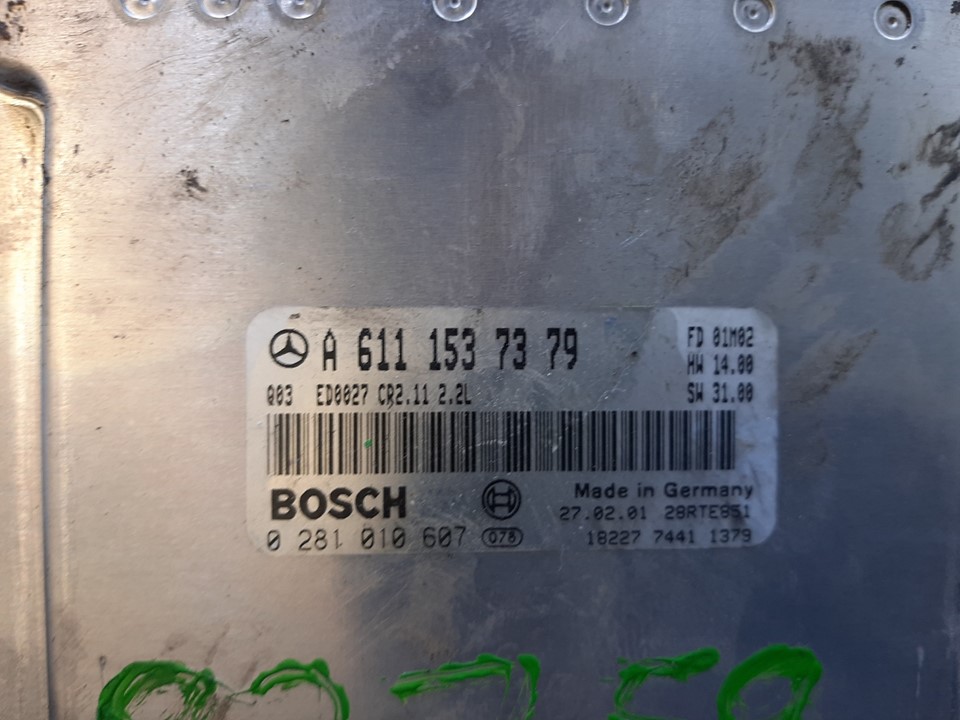 A 611 153 73 79
FD 01M02
HW 14.00
Q03 ED0027 CR2.11 2.2L
SW 31.00
BOSCH
Made in Germany
27.02.01 28RTE851
0 281 010 607 078
18227 7441 1379